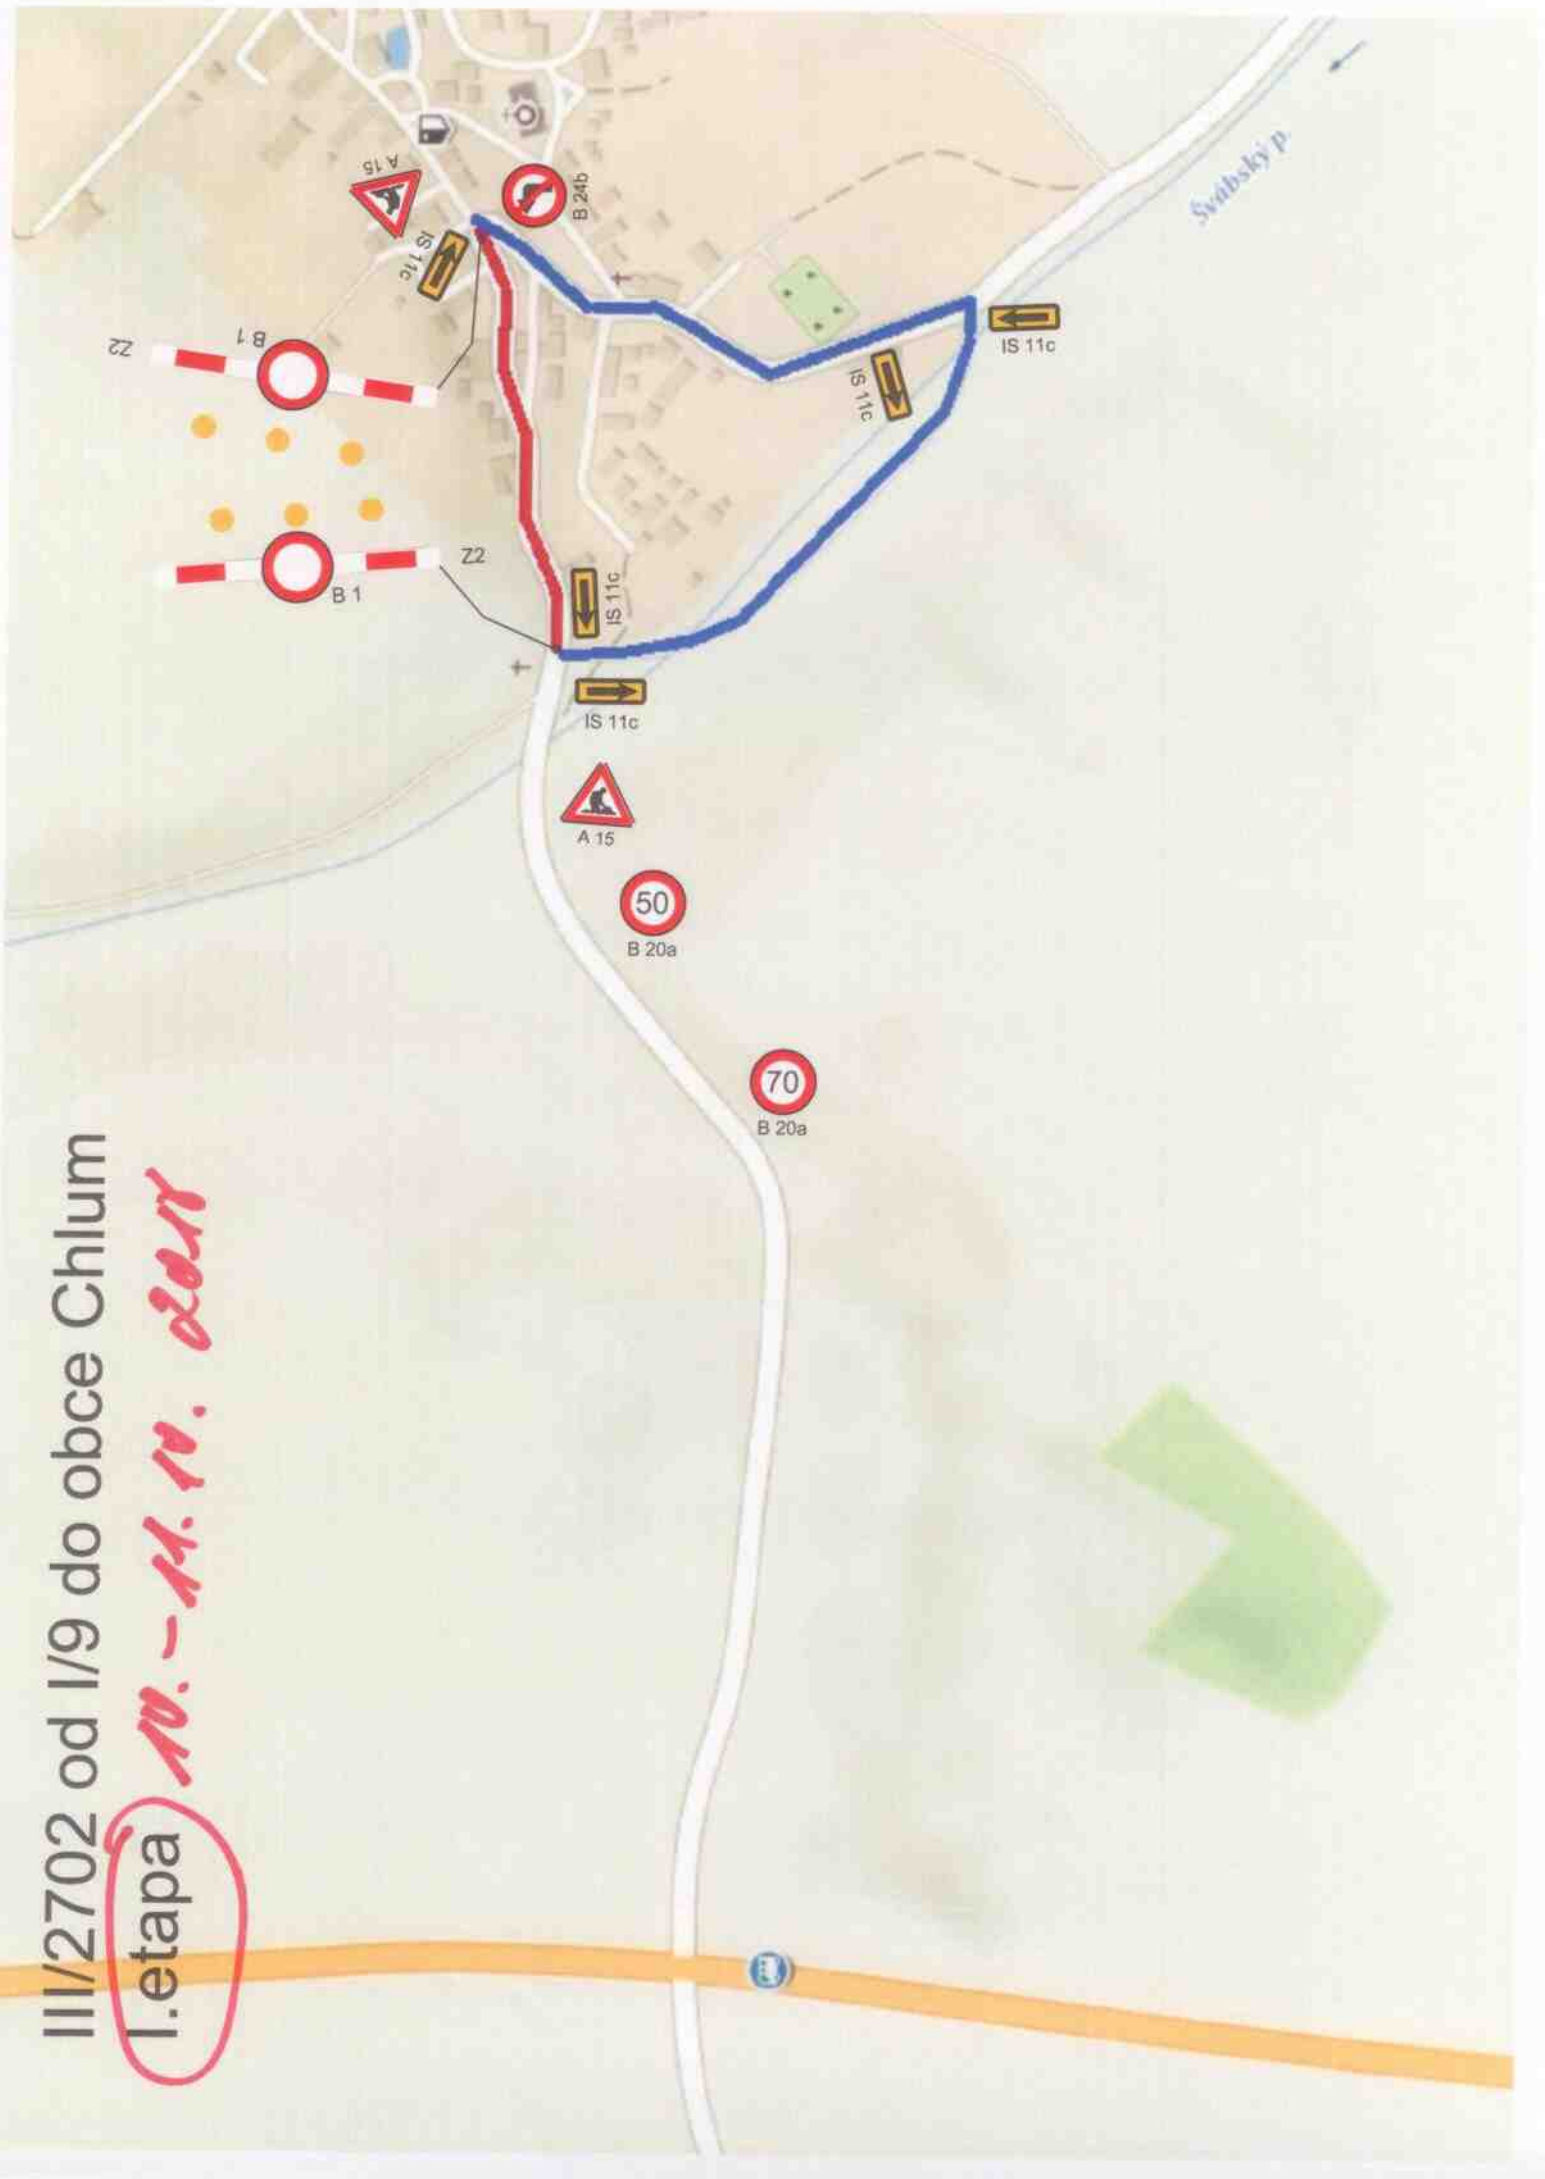 III/2702 od I/9 do obce Chlum
I.etapa 10. - 11. 10. 2018
A 15
B 24b
IS 11c
B 1
Z2
Z2
B 1
IS 11c
IS 11c
IS 11c
IS 11c
A 15
50
B 20a
70
B 20a
Švábský p.